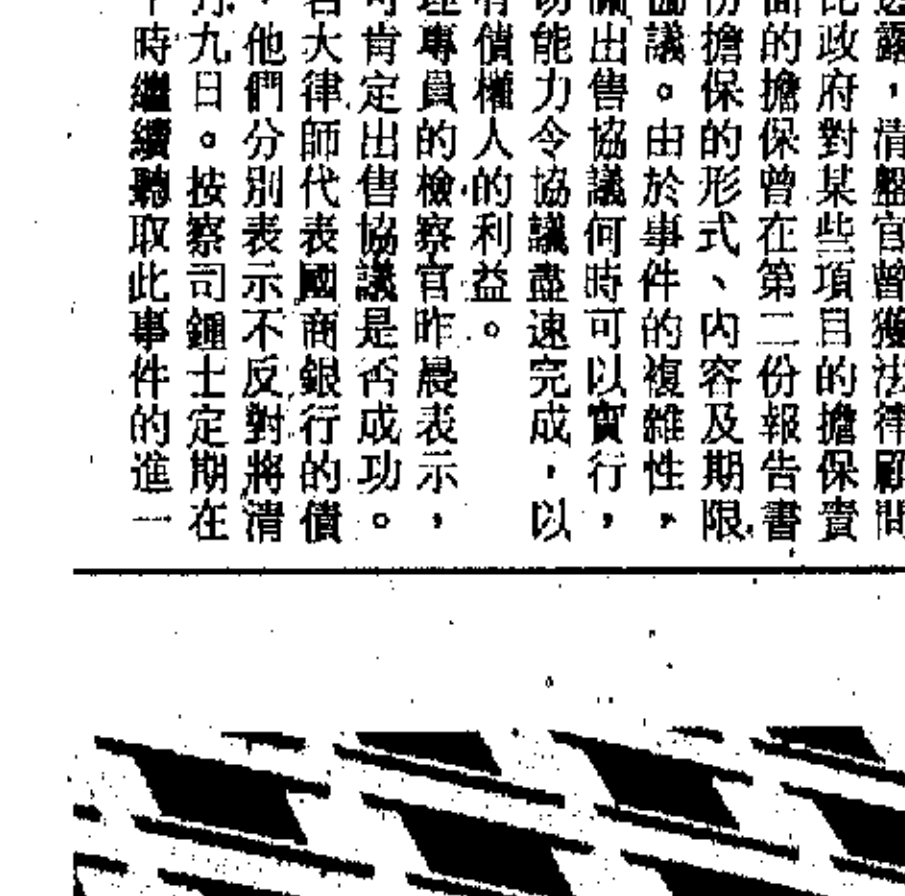 露，清盤官曾獲法律顧問
政府對某些項目的擔保責
的擔保曾在第二份報告書
擔保的形式、內容及期限
議。由於事件的複雜性，
出售協議何時可以實行，
能力令協議盡速完成，以
債權人的利益。
專員的檢察官昨晨表示，
肯定出售協議是否成功。
大律師代表國商銀行的債
他們分別表示不反對將清
九日。按察司鍾士定期在
時繼續聽取此事件的進一